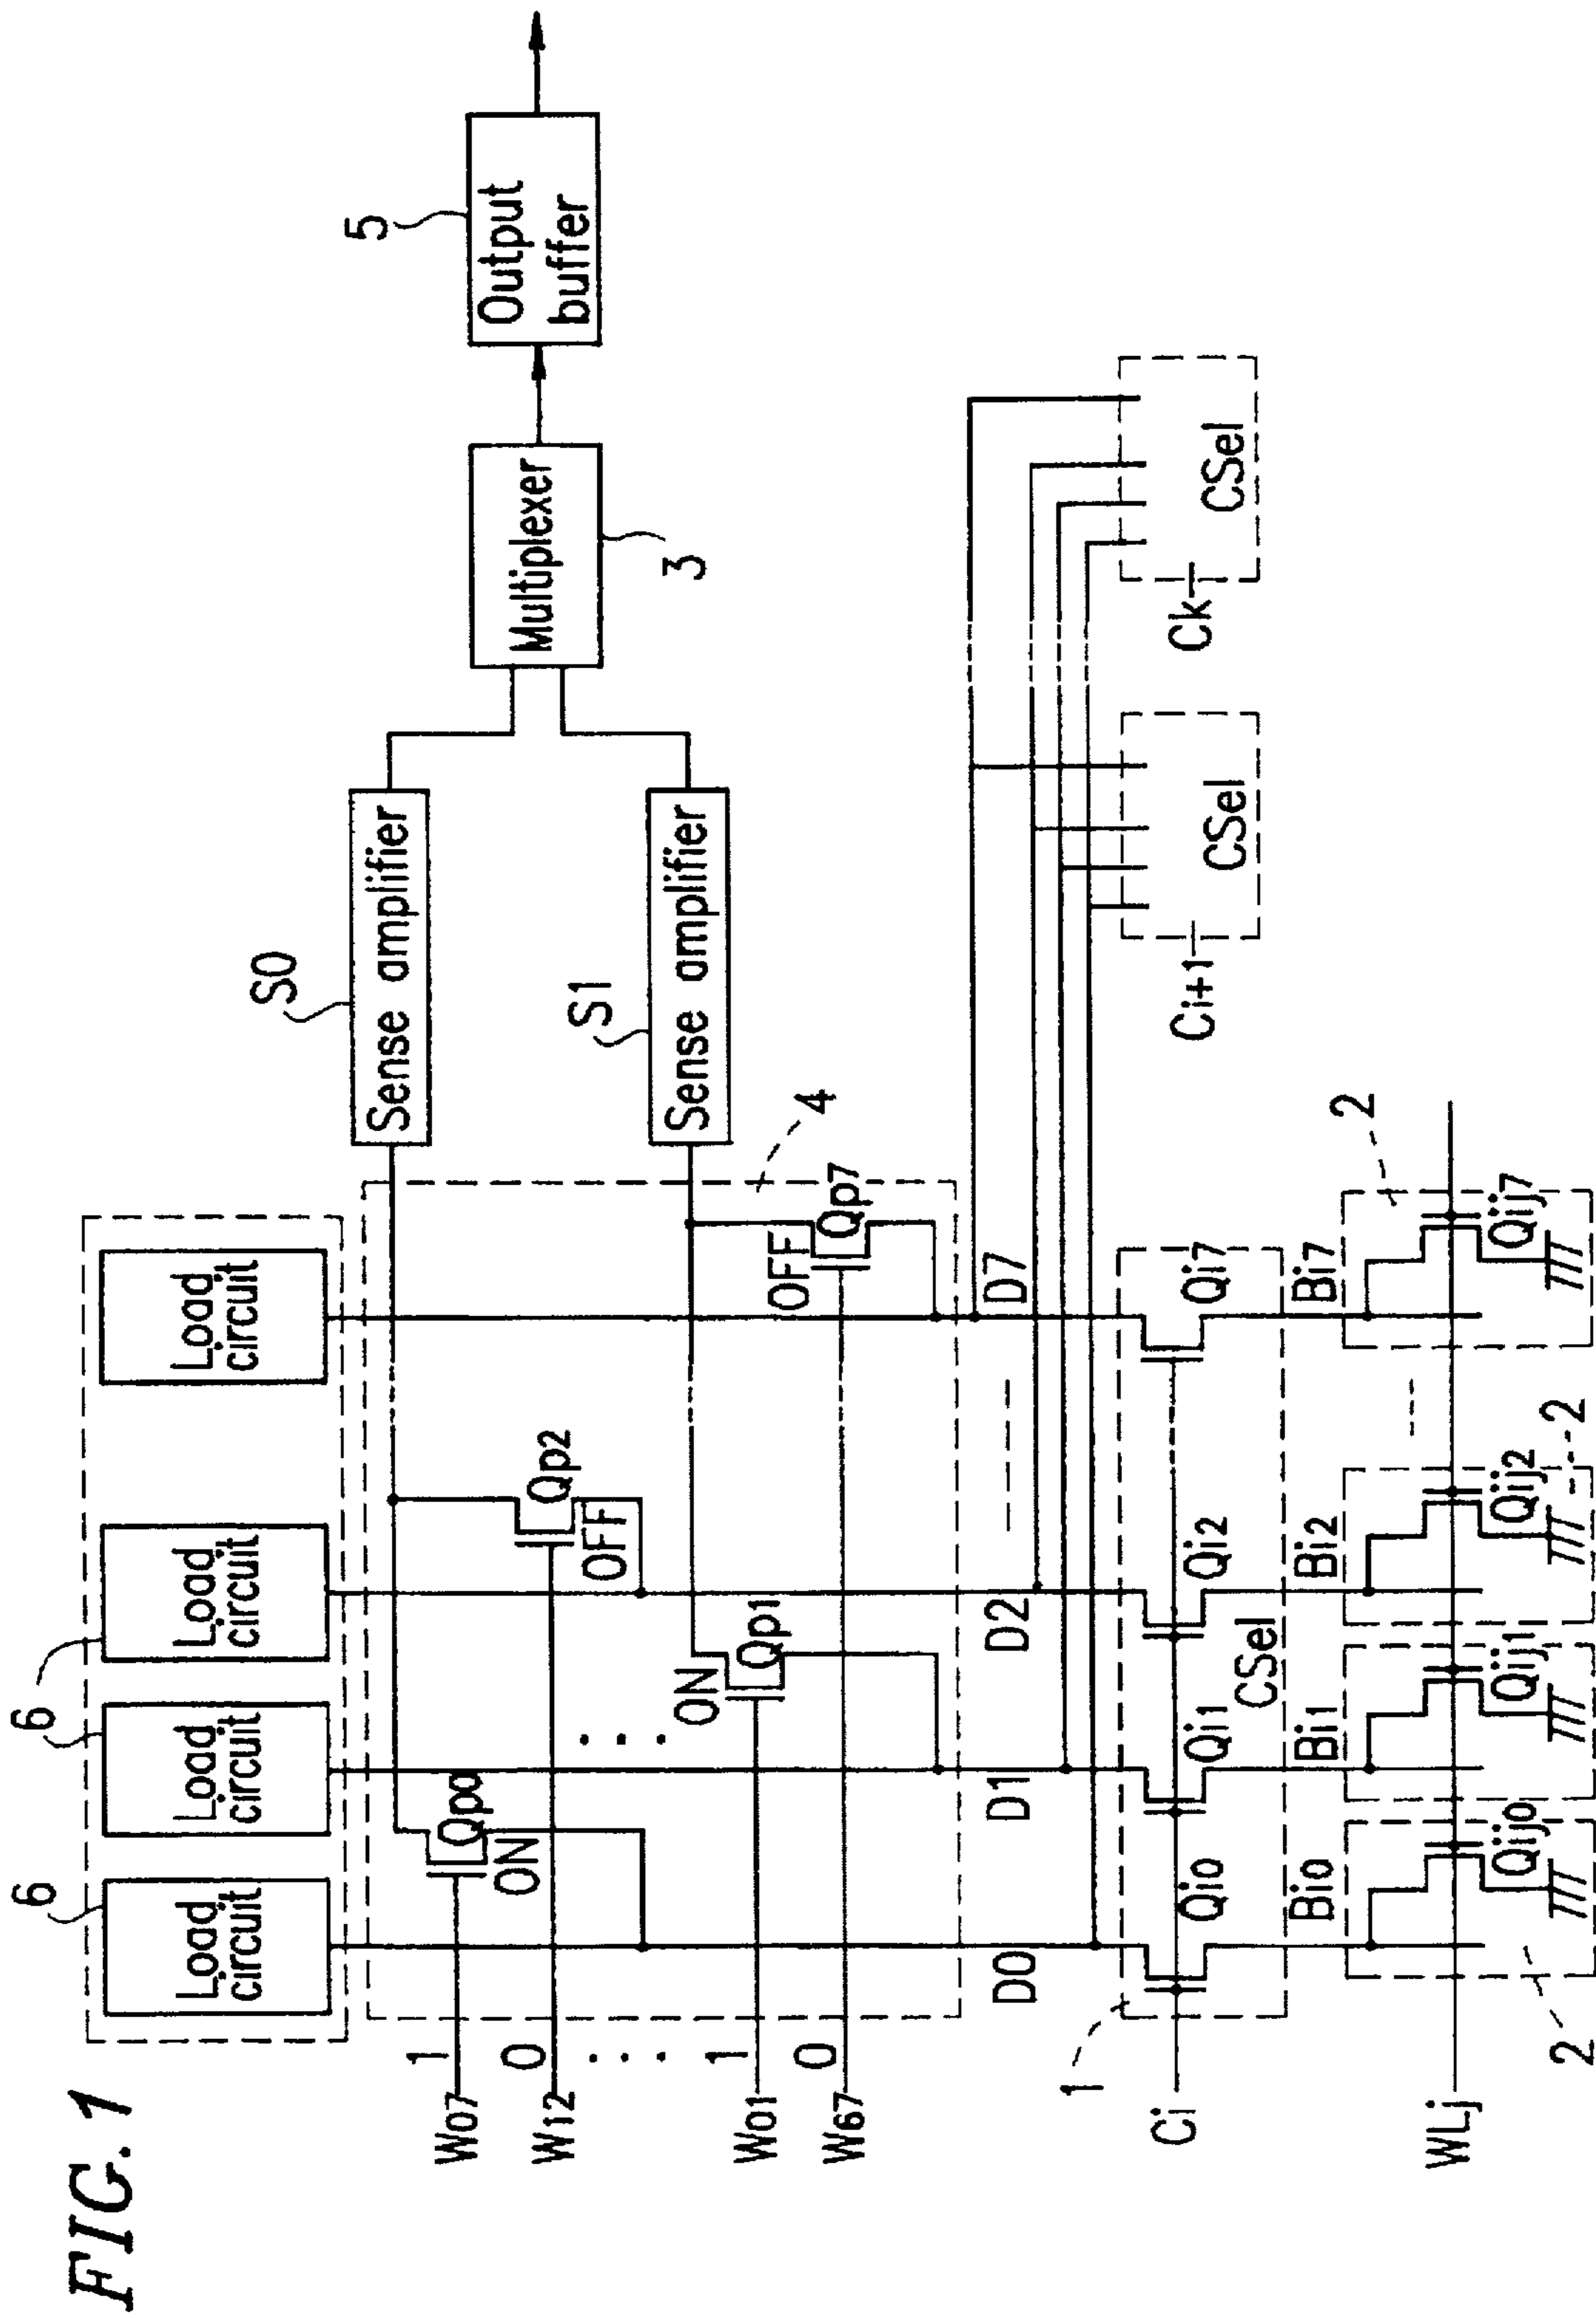 FIG. 1
6
6
Load
circuit
Load
circuit
Load
circuit
Load
circuit
S0
Sense amplifier
S1
Sense amplifier
Multiplexer
3
5
Output
buffer
4
W07
1
W12
0
W01
1
W67
0
Qp0
ON
Qp2
OFF
ON
Qp1
OFF
Qp7
D0
D1
D2
D7
1
Ci
Qi0
Qi1
Qi2
Qi7
CSel
Ci+1
CSel
Ck
CSel
Bi0
Bi1
Bi2
Bi7
WLj
Qij0
Qij1
Qij2
Qij7
2
2
2